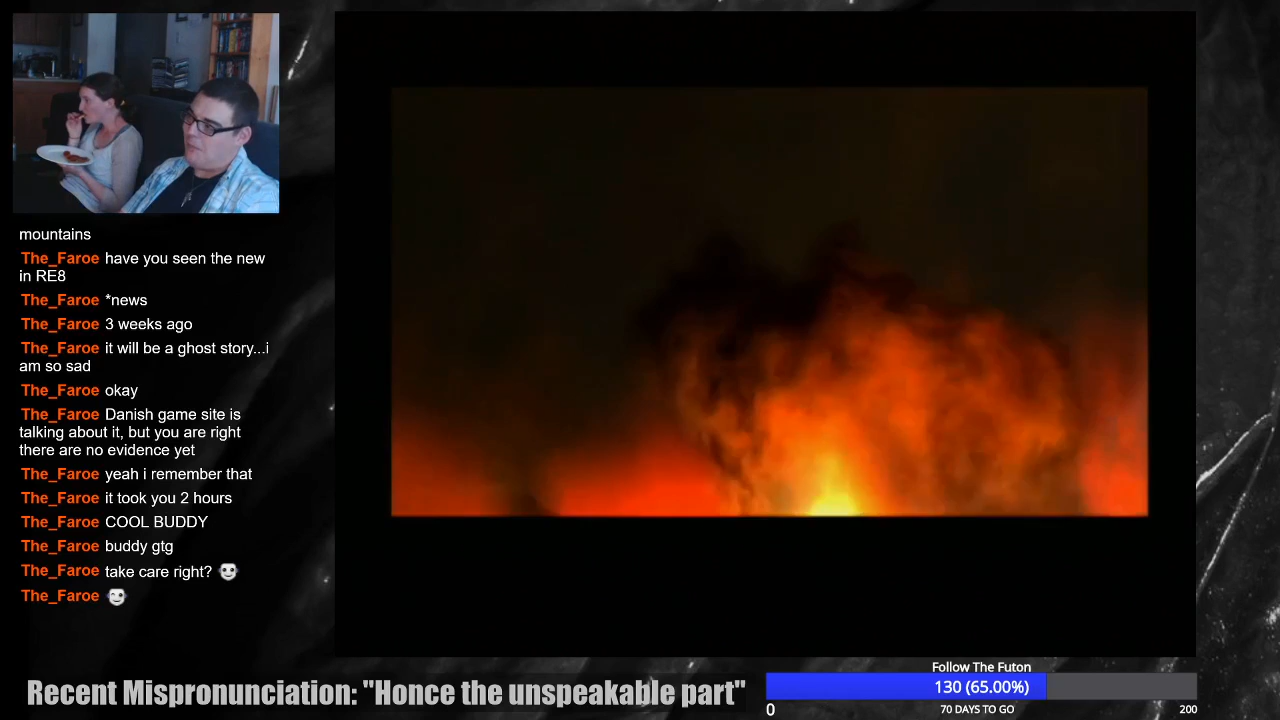 mountains
The_Faroe have you seen the new
in RE8
The_Faroe *news
The_Faroe 3 weeks ago
The_Faroe it will be a ghost story...i
am so sad
The_Faroe okay
The_Faroe Danish game site is
talking about it, but you are right
there are no evidence yet
The_Faroe yeah i remember that
The_Faroe it took you 2 hours
The_Faroe COOL BUDDY
The_Faroe buddy gtg
The_Faroe take care right?
The_Faroe
Recent Mispronunciation: "Honce the unspeakable part"
Follow The Futon
130 (65.00%)
0 70 DAYS TO GO 200